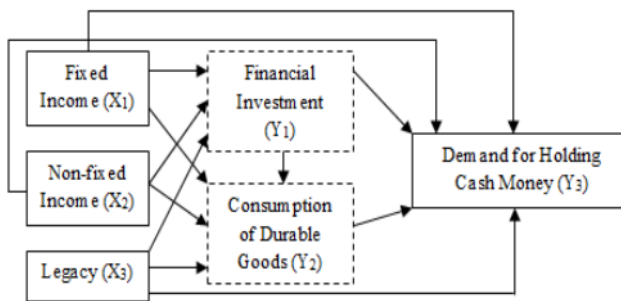 Fixed
Income (X1)
Non-fixed
Income (X2)
Legacy (X3)
Financial
Investment
(Y1)
Consumption
of Durable
Goods (Y2)
Demand for Holding
Cash Money (Y3)